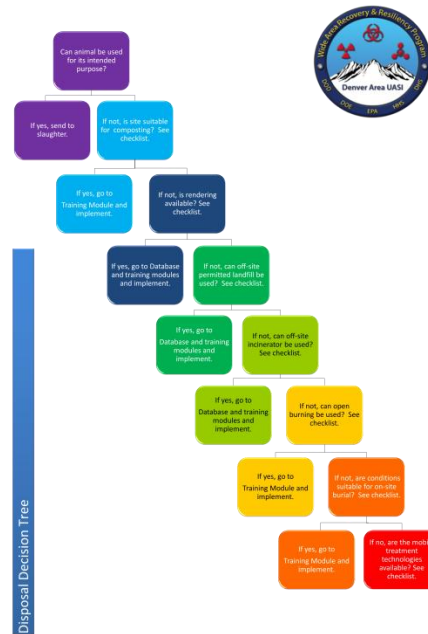 Wide Area Recovery & Resiliency Program
Denver Area UASI
DOD
DOE
EPA
HHS
DHS
Can animal be used
for its intended
purpose?
If yes, send to
slaughter.
If not, is site suitable
for composting? See
checklist.
If yes, go to
Training Module and
implement.
If not, is rendering
available? See
checklist.
If yes, go to Database
and training modules
and implement.
If not, can off-site
permitted landfill be
used? See checklist.
If yes, go to
Database and training
modules and
implement.
If not, can off-site
incinerator be used?
See checklist.
If yes, go to
Database and training
modules and
implement.
If not, can open
burning be used? See
checklist.
If yes, go to
Training Module and
implement.
If not, are conditions
suitable for on-site
burial? See checklist.
If yes, go to
Training Module and
implement.
If no, are the mobi
treatment
technologies
available? See
checklist.
Disposal Decision Tree